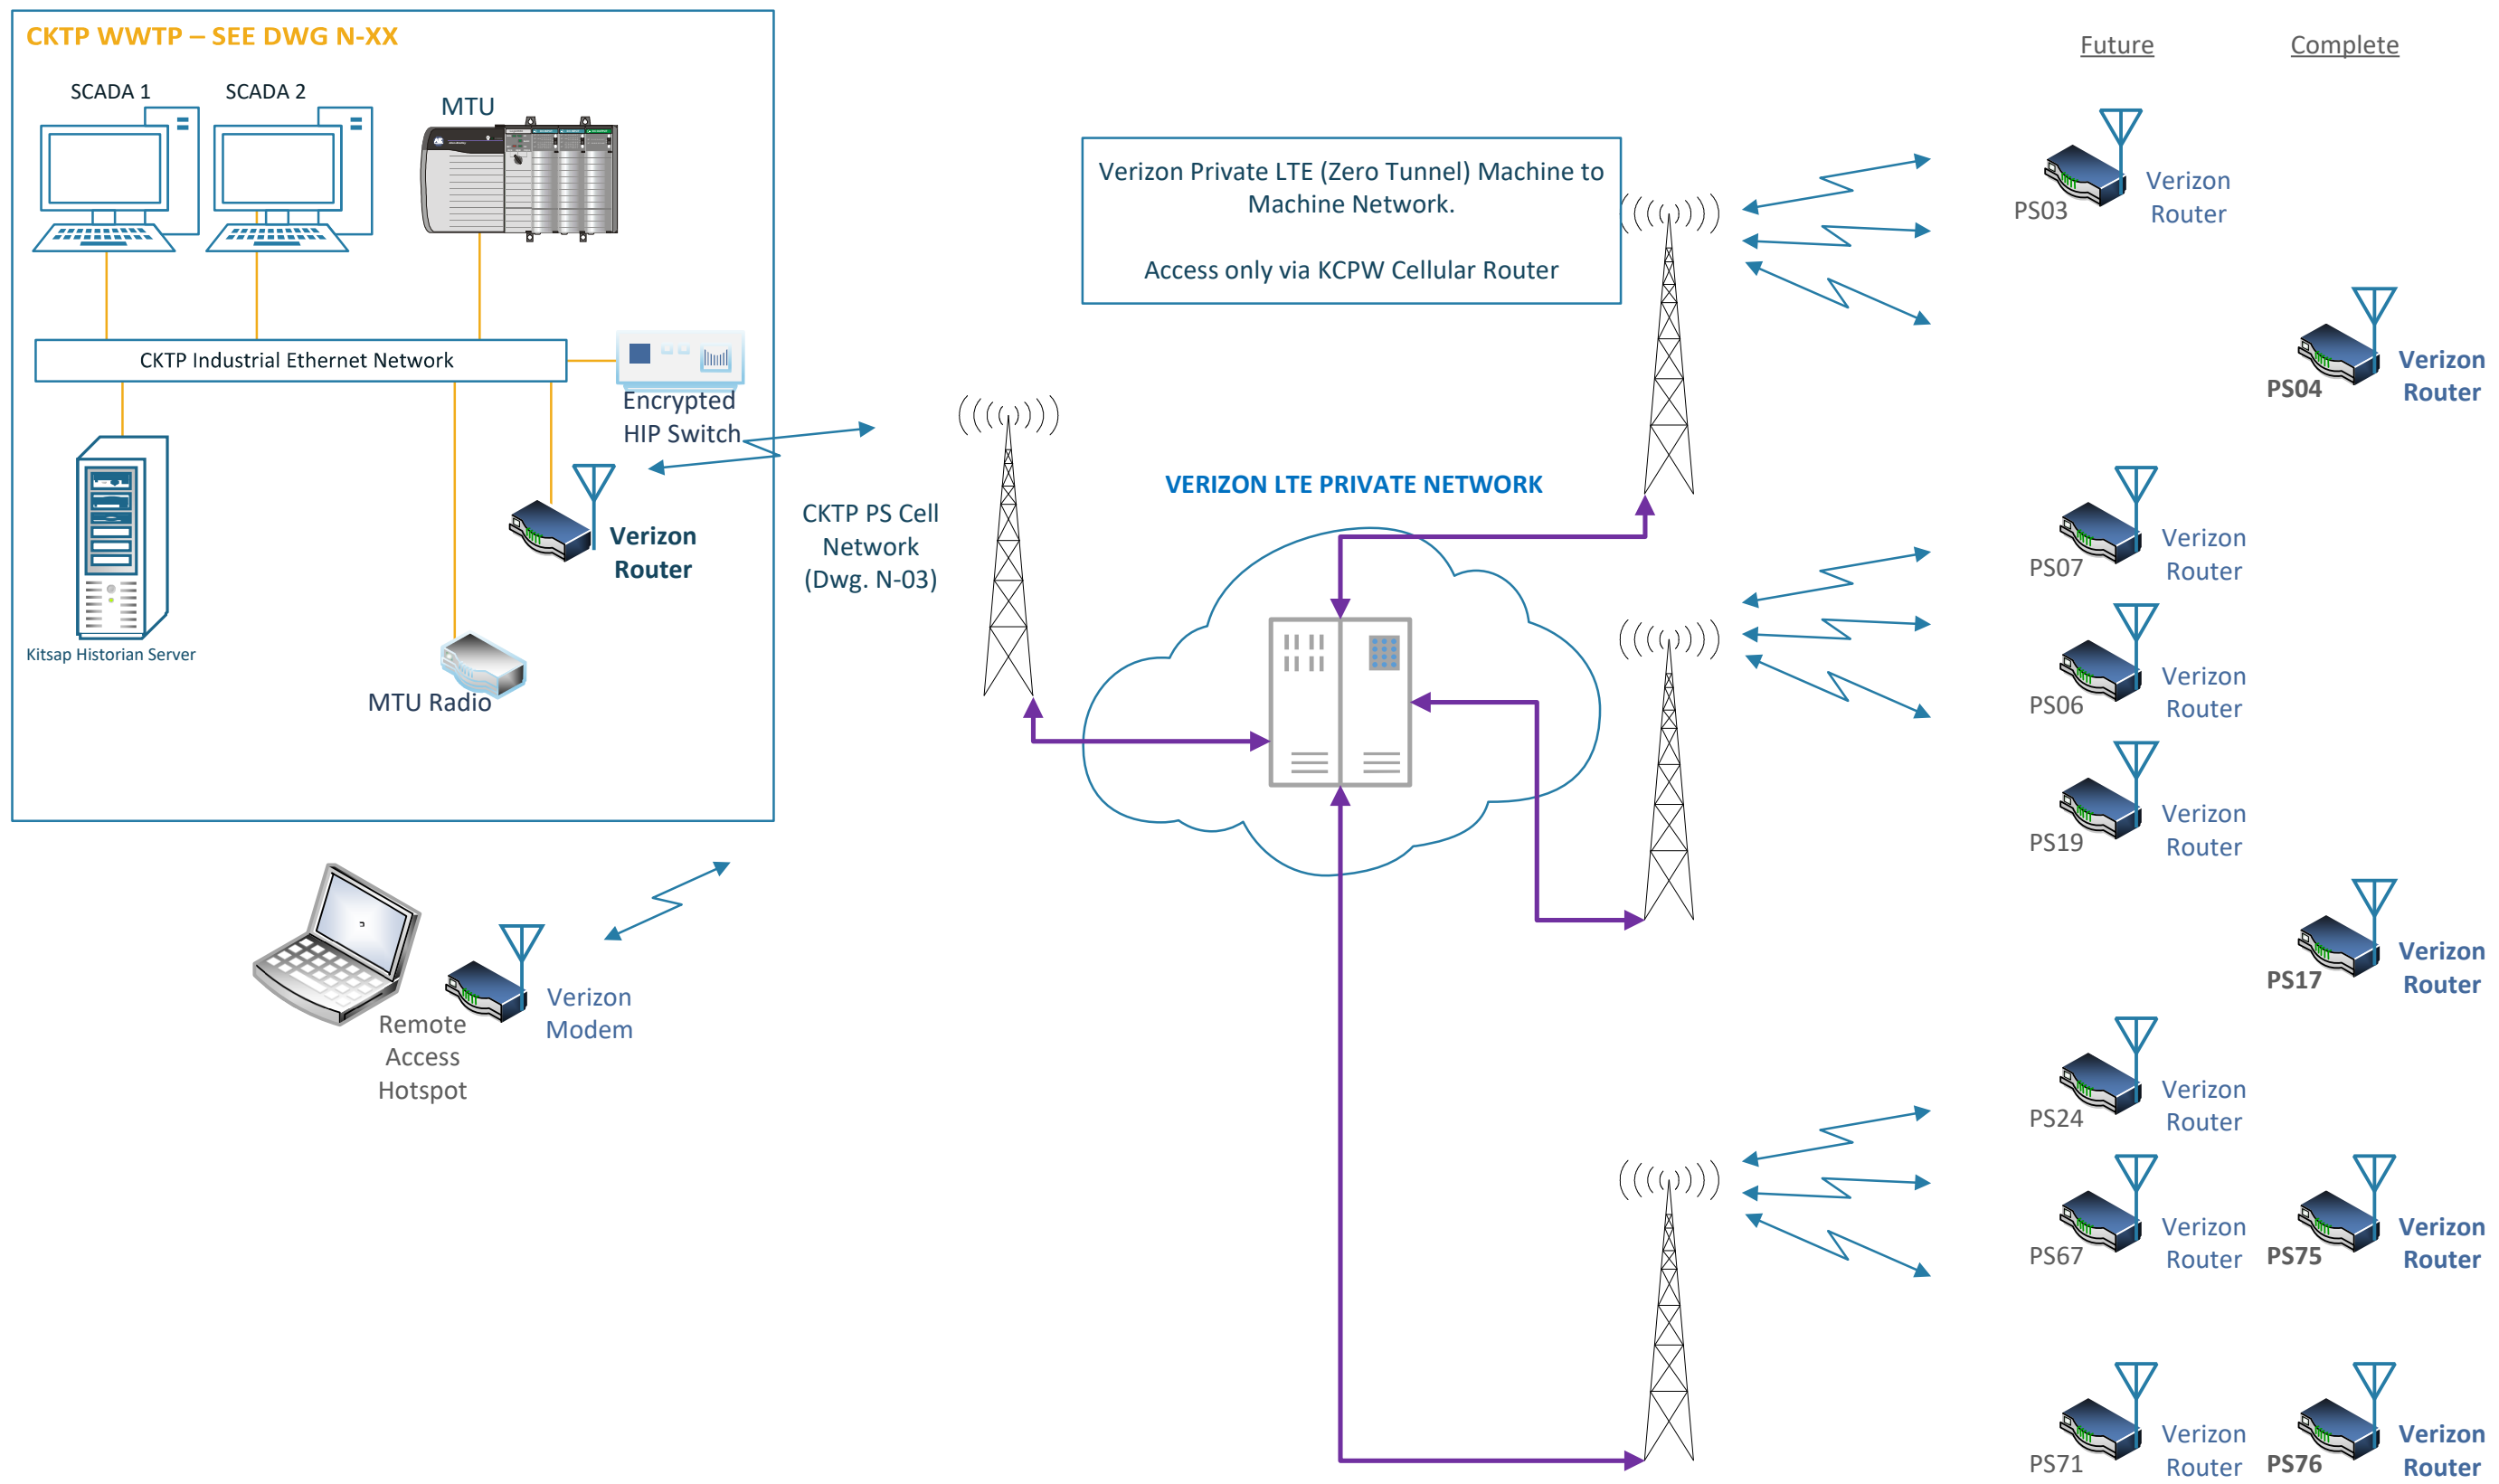 CKTP WWTP – SEE DWG N-XX
SCADA 1
SCADA 2
MTU
CKTP Industrial Ethernet Network
Encrypted
HIP Switch
Verizon
Router
Kitsap Historian Server
MTU Radio
Remote
Access
Hotspot
Verizon
Modem
CKTP PS Cell
Network
(Dwg. N-03)
Verizon Private LTE (Zero Tunnel) Machine to
Machine Network.
Access only via KCPW Cellular Router
VERIZON LTE PRIVATE NETWORK
Future
Complete
PS03
Verizon
Router
PS04
Verizon
Router
PS07
Verizon
Router
PS06
Verizon
Router
PS19
Verizon
Router
PS17
Verizon
Router
PS24
Verizon
Router
PS67
Verizon
Router
PS75
Verizon
Router
PS71
Verizon
Router
PS76
Verizon
Router